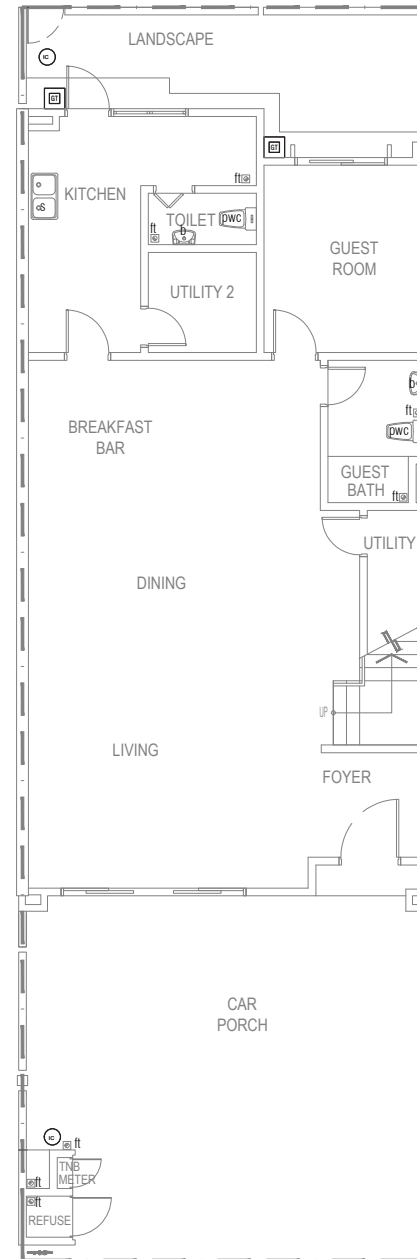 LANDSCAPE
IC
GT
GT
ft
KITCHEN
TOILET
pwc
ft
b
dS
GUEST
ROOM
UTILITY 2
b
BREAKFAST
BAR
ft
pwc
GUEST
BATH
ft
UTILITY
DINING
UP
LIVING
FOYER
CAR
PORCH
IC
ft
TNB
METER
ft
ft
REFUSE